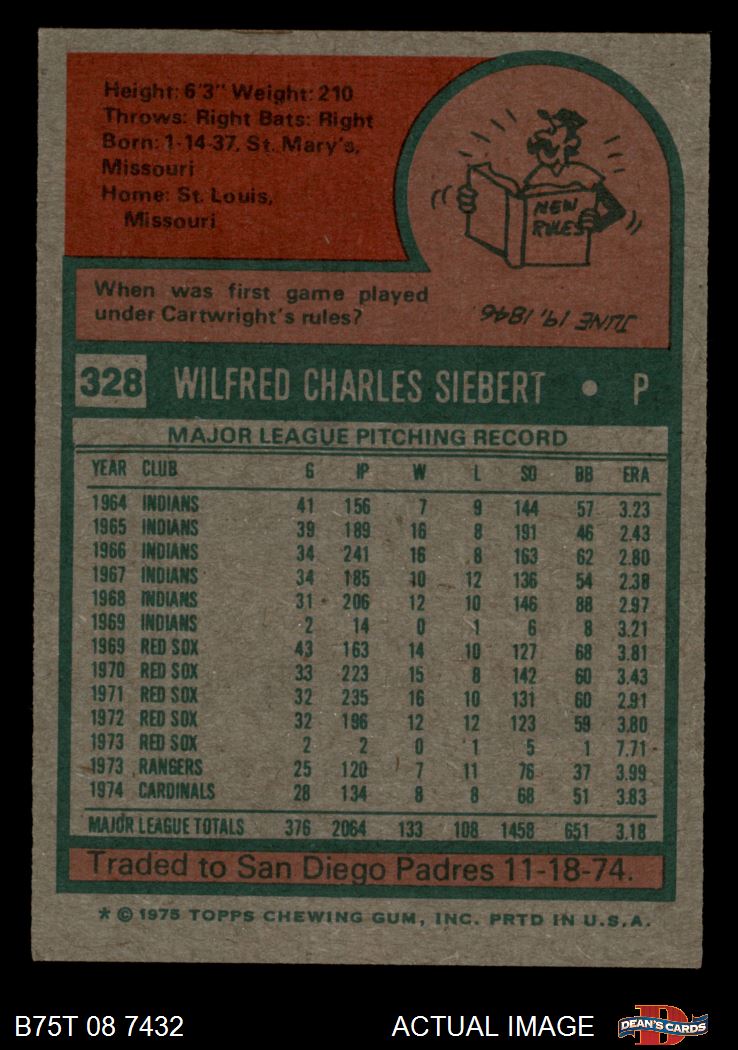 Height: 6'3" Weight: 210
Throws: Right Bats: Right
Born: 1-14-37, St. Mary's,
Missouri
Home: St. Louis,
Missouri
NEW
RULES
When was first game played
under Cartwright's rules?
JUNE 19, 1846
328 WILFRED CHARLES SIEBERT • P
MAJOR LEAGUE PITCHING RECORD
YEAR CLUB G IP W L SO BB ERA
1964 INDIANS 41 156 7 9 144 57 3.23
1965 INDIANS 39 189 16 8 191 46 2.43
1966 INDIANS 34 241 16 8 163 62 2.80
1967 INDIANS 34 185 10 12 136 54 2.38
1968 INDIANS 31 206 12 10 146 88 2.97
1969 INDIANS 2 14 0 1 6 8 3.21
1969 RED SOX 43 163 14 10 127 68 3.81
1970 RED SOX 33 223 15 8 142 60 3.43
1971 RED SOX 32 235 16 10 131 60 2.91
1972 RED SOX 32 196 12 12 123 59 3.80
1973 RED SOX 2 2 0 1 5 1 7.71
1973 RANGERS 25 120 7 11 76 37 3.99
1974 CARDINALS 28 134 8 8 68 51 3.83
MAJOR LEAGUE TOTALS 376 2064 133 108 1458 651 3.18
Traded to San Diego Padres 11-18-74.
* © 1975 TOPPS CHEWING GUM, INC. PRTD IN U.S.A.
B75T 08 7432 ACTUAL IMAGE DEAN'S CARDS